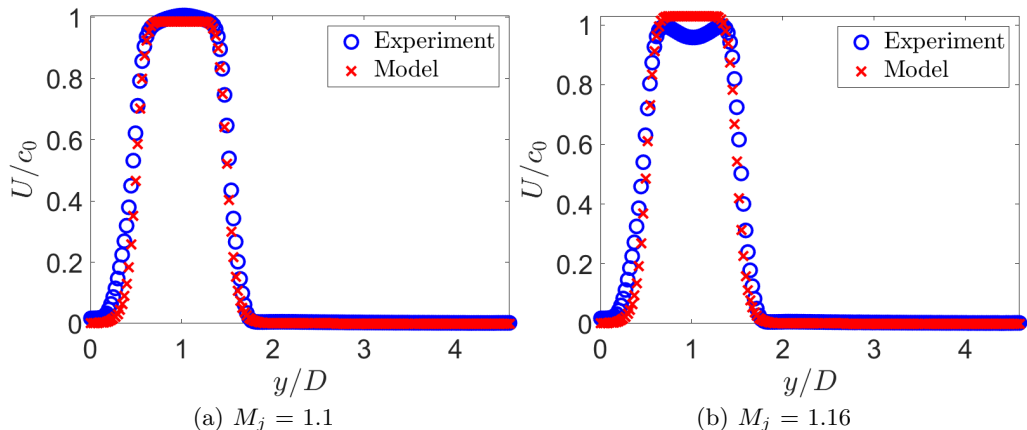 1
0.8
0.6
0.4
0.2
0
U/c₀
0 1 2 3 4
y/D
Experiment
Model
(a) M_j = 1.1
1
0.8
0.6
0.4
0.2
0
U/c₀
0 1 2 3 4
y/D
Experiment
Model
(b) M_j = 1.16